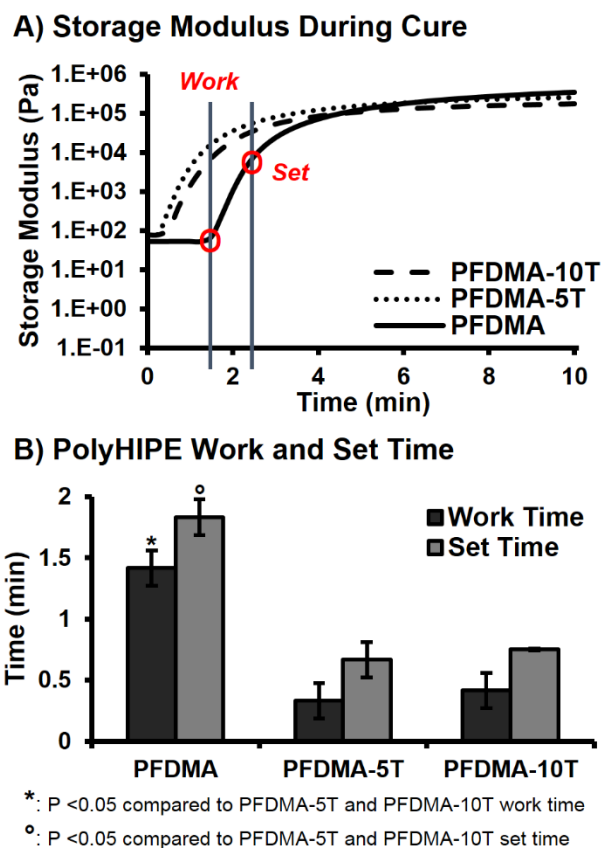 A) Storage Modulus During Cure
Storage Modulus (Pa)
1.E+06
1.E+05
1.E+04
1.E+03
1.E+02
1.E+01
1.E+00
1.E-01
Work
Set
PFDMA-10T
PFDMA-5T
PFDMA
0 2 4 6 8 10
Time (min)
B) PolyHIPE Work and Set Time
Time (min)
2
1.5
1
0.5
0
*
°
Work Time
Set Time
PFDMA PFDMA-5T PFDMA-10T
*: P <0.05 compared to PFDMA-5T and PFDMA-10T work time
°: P <0.05 compared to PFDMA-5T and PFDMA-10T set time